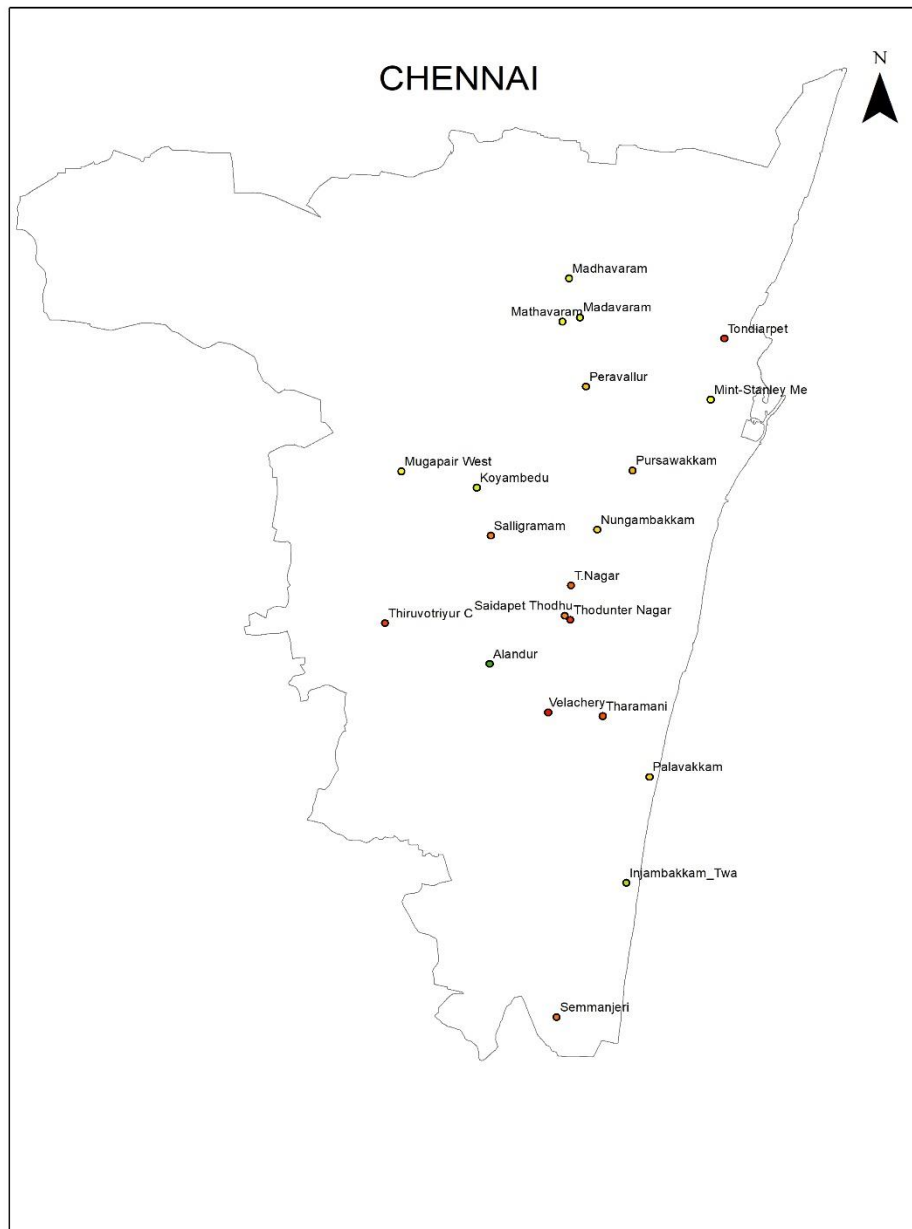 CHENNAI
N
Madhavaram
Mathavaram
Madavaram
Tondiarpet
Peravallur
Mint-Stanley Me
Mugapair West
Pursawakkam
Koyambedu
Salligramam
Nungambakkam
T.Nagar
Saidapet Thodhu
Thiruvotriyur C
Thodunter Nagar
Alandur
Velachery
Tharamani
Palavakkam
Injambakkam_Twa
Semmanjeri